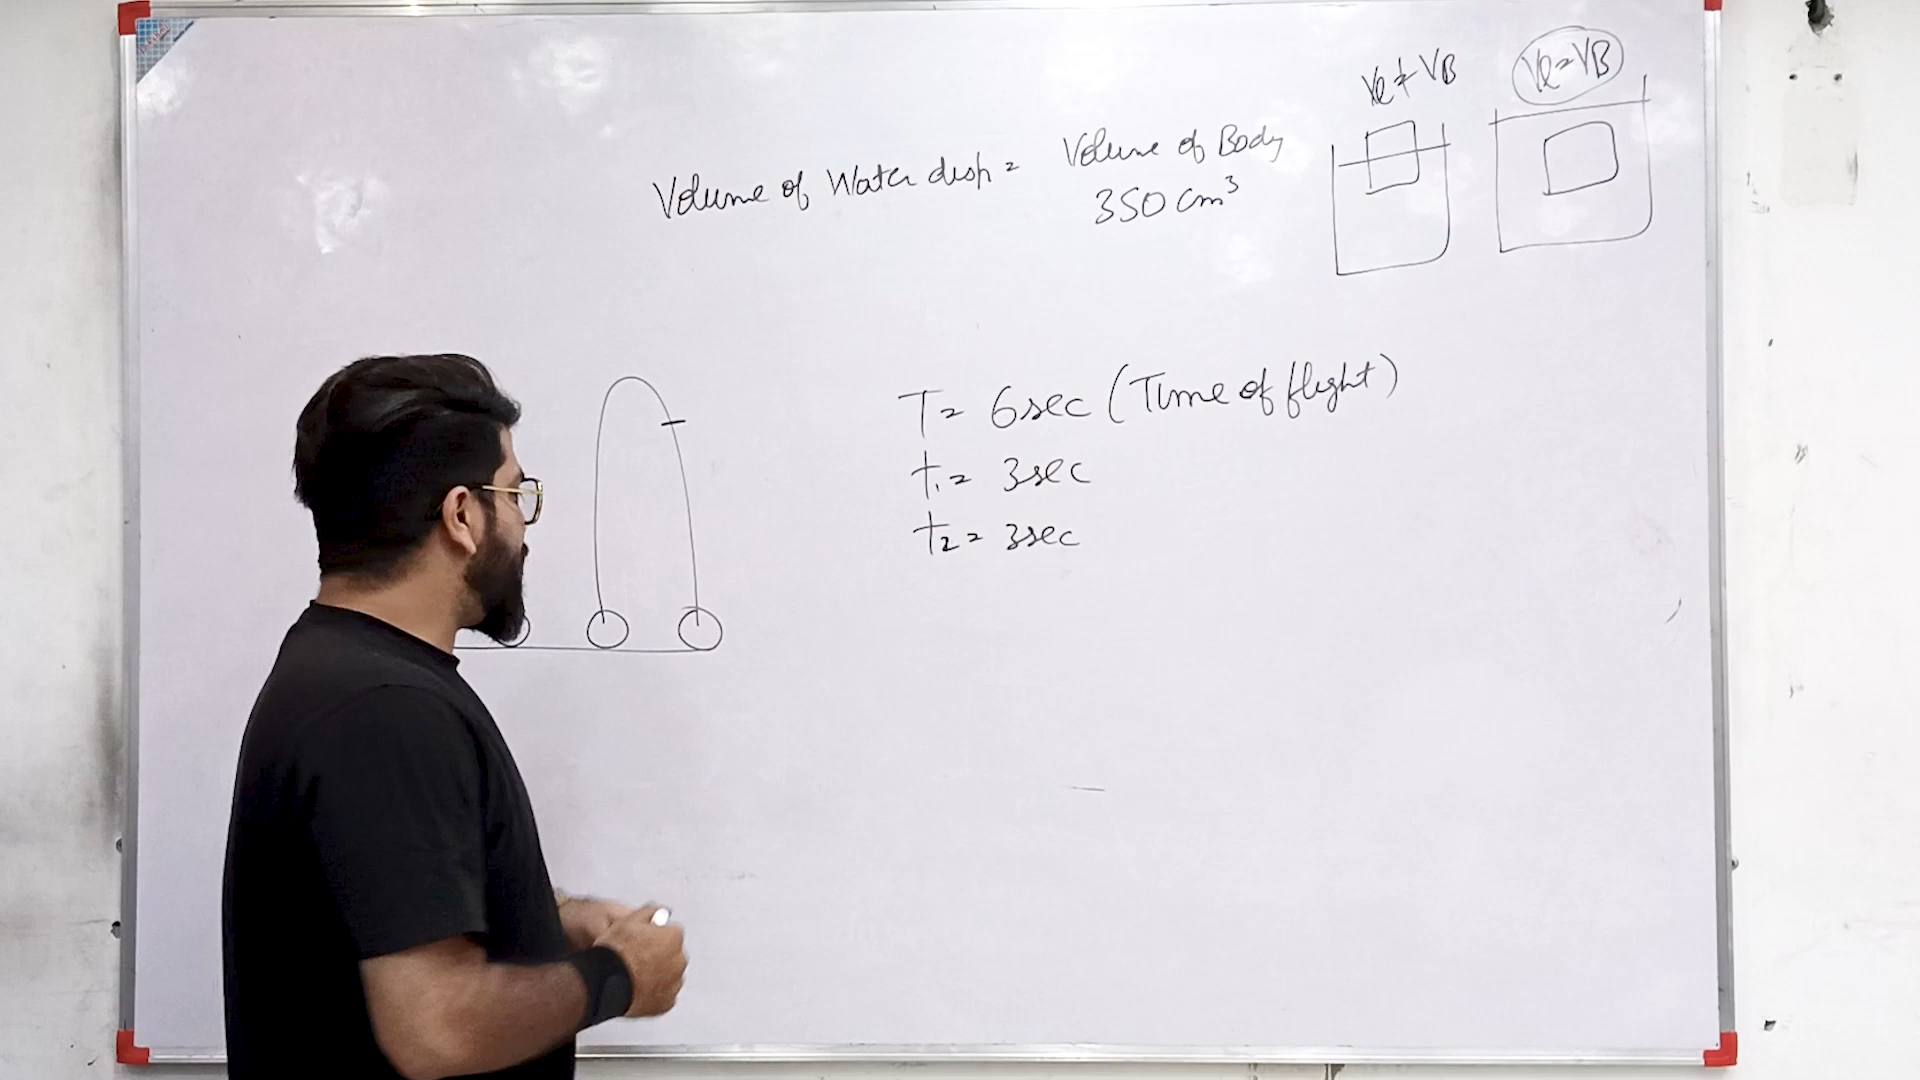 Ve ≠ VB
Ve = VB
Volume of Water disp = Volume of Body
350 cm³
T = 6sec (Time of flight)
t₁ = 3sec
t₂ = 3sec